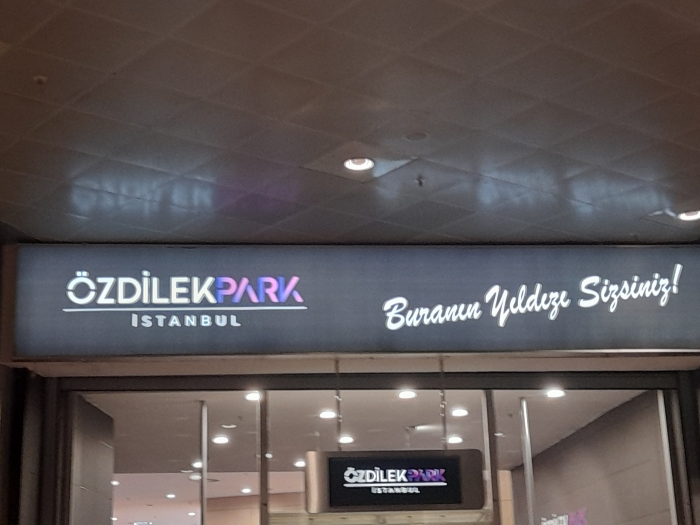 ÖZDİLEKPARK
İSTANBUL
Buranın Yıldızı Sizsiniz!
ÖZDİLEKPARK
İSTANBUL